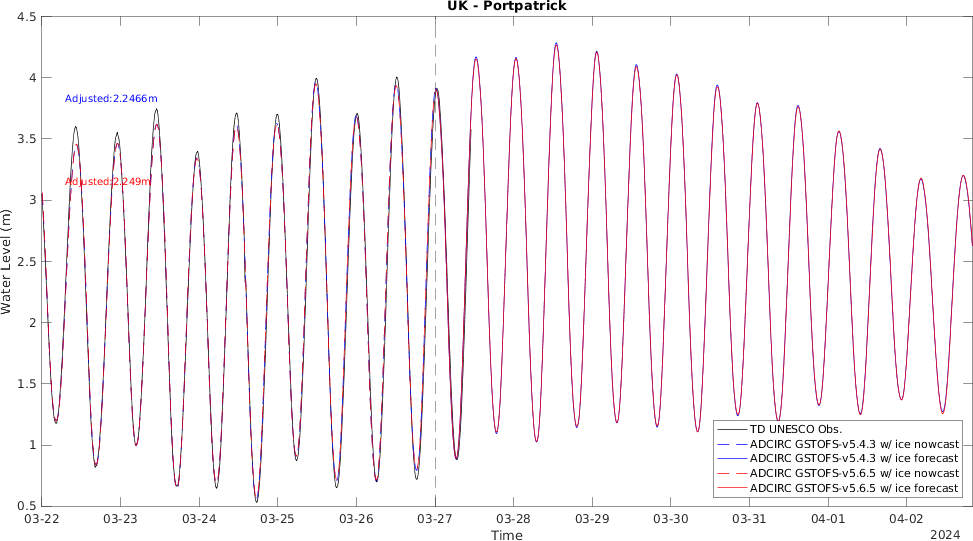 UK - Portpatrick
4.5
4
3.5
3
2.5
2
1.5
1
0.5
Water Level (m)
Adjusted:2.2466m
Adjusted:2.249m
TD UNESCO Obs.
ADCIRC GSTOFS-v5.4.3 w/ ice nowcast
ADCIRC GSTOFS-v5.4.3 w/ ice forecast
ADCIRC GSTOFS-v5.6.5 w/ ice nowcast
ADCIRC GSTOFS-v5.6.5 w/ ice forecast
03-22 03-23 03-24 03-25 03-26 03-27 03-28 03-29 03-30 03-31 04-01 04-02
Time
2024